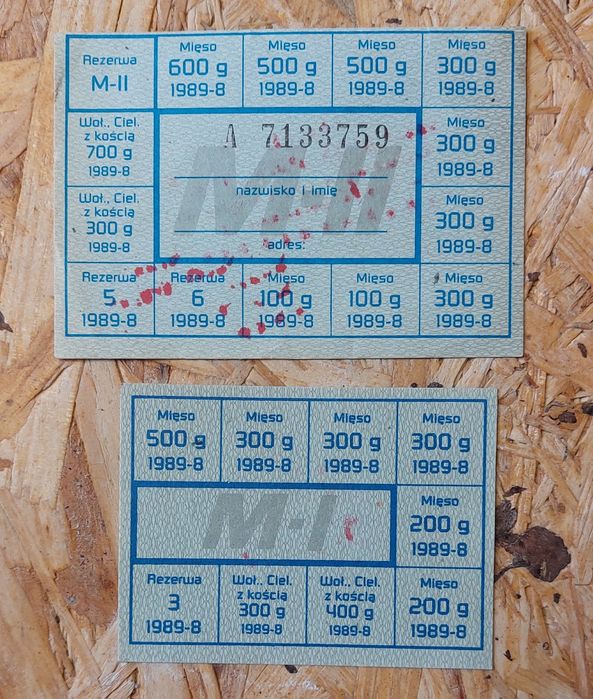 Rezerwa
M-II
Mięso
600 g
1989-8
Mięso
500 g
1989-8
Mięso
500 g
1989-8
Mięso
300 g
1989-8
Woł., Ciel.
z kością
700 g
1989-8
A 7133759
M-II
nazwisko i imię
adres:
Mięso
300 g
1989-8
Woł., Ciel.
z kością
300 g
1989-8
Mięso
300 g
1989-8
Rezerwa
5
1989-8
Rezerwa
6
1989-8
Mięso
100 g
1989-8
Mięso
100 g
1989-8
Mięso
300 g
1989-8
Mięso
500 g
1989-8
Mięso
300 g
1989-8
Mięso
300 g
1989-8
Mięso
300 g
1989-8
M-I
Mięso
200 g
1989-8
Rezerwa
3
1989-8
Woł., Ciel.
z kością
300 g
1989-8
Woł., Ciel.
z kością
400 g
1989-8
Mięso
200 g
1989-8